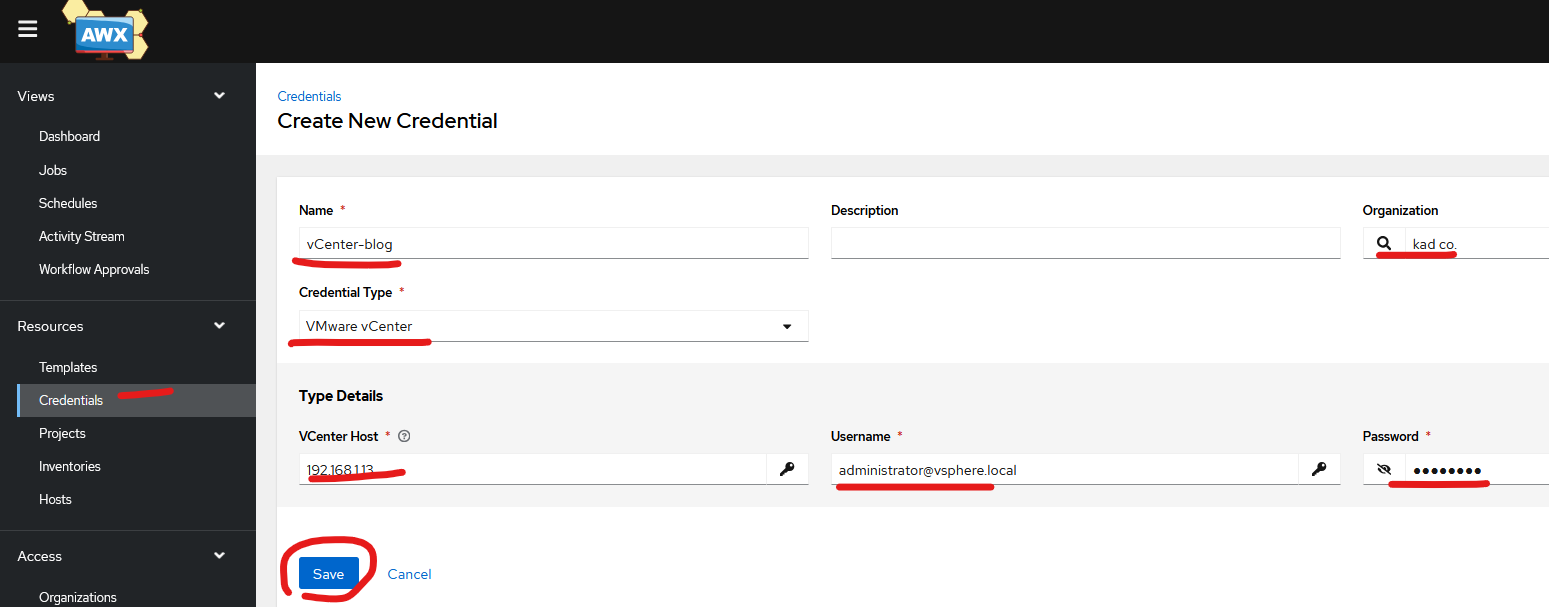 AWX
Views
Dashboard
Jobs
Schedules
Activity Stream
Workflow Approvals
Resources
Templates
Credentials
Projects
Inventories
Hosts
Access
Organizations
Credentials
Create New Credential
Name * Description Organization
vCenter-blog kad co.
Credential Type *
VMware vCenter
Type Details
VCenter Host * Username * Password *
192.168.1.13 administrator@vsphere.local ••••••••
Save Cancel